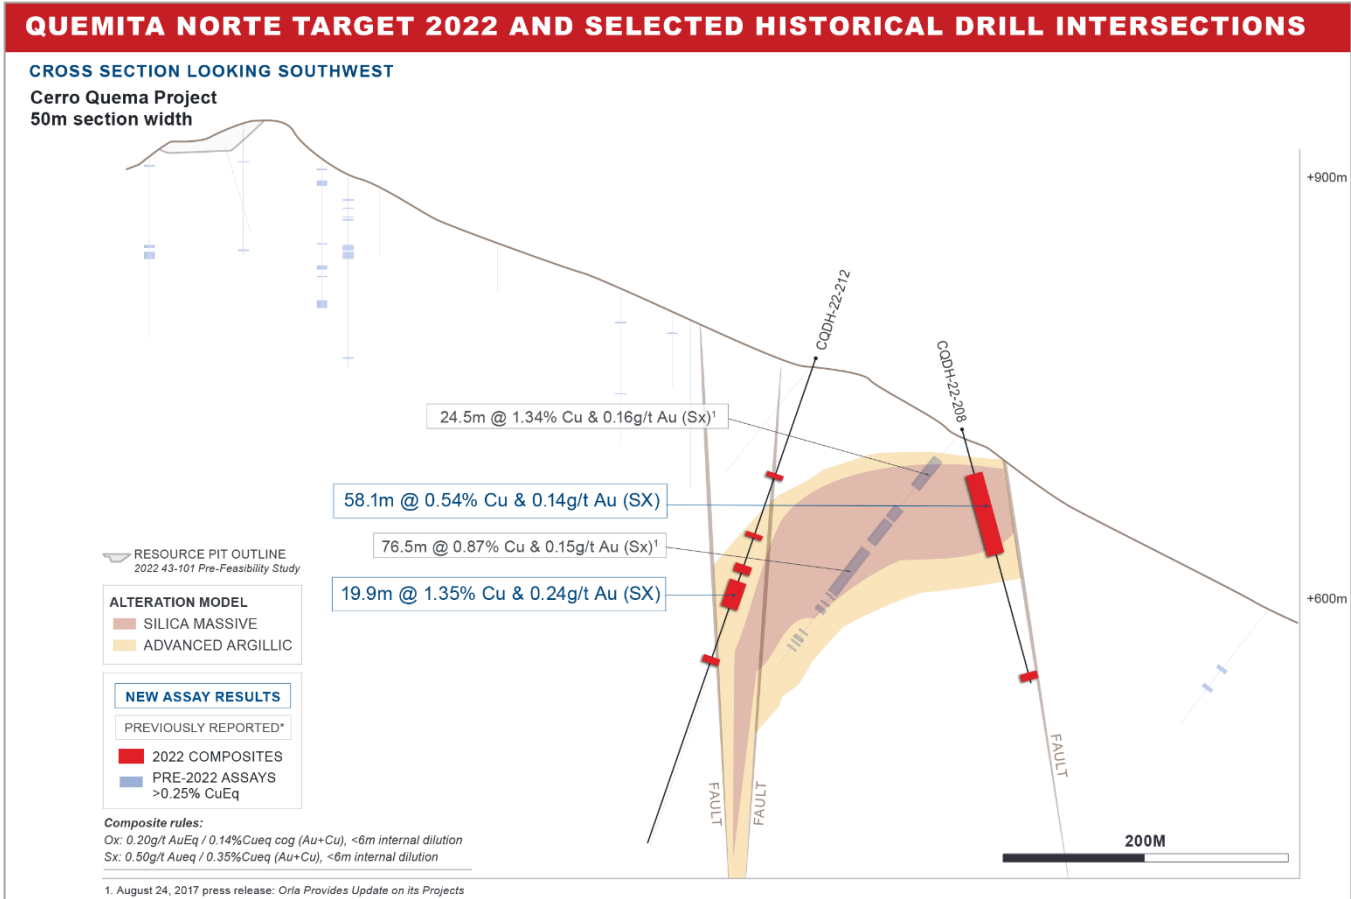 QUEMITA NORTE TARGET 2022 AND SELECTED HISTORICAL DRILL INTERSECTIONS
CROSS SECTION LOOKING SOUTHWEST
Cerro Quema Project
50m section width
+900m
CQDH-22-212
CQDH-22-208
24.5m @ 1.34% Cu & 0.16g/t Au (Sx)¹
58.1m @ 0.54% Cu & 0.14g/t Au (SX)
76.5m @ 0.87% Cu & 0.15g/t Au (Sx)¹
19.9m @ 1.35% Cu & 0.24g/t Au (SX)
+600m
RESOURCE PIT OUTLINE
2022 43-101 Pre-Feasibility Study
ALTERATION MODEL
SILICA MASSIVE
ADVANCED ARGILLIC
NEW ASSAY RESULTS
PREVIOUSLY REPORTED*
2022 COMPOSITES
PRE-2022 ASSAYS
>0.25% CuEq
FAULT
FAULT
FAULT
200M
Composite rules:
Ox: 0.20g/t AuEq / 0.14%Cueq cog (Au+Cu), <6m internal dilution
Sx: 0.50g/t Aueq / 0.35%Cueq (Au+Cu), <6m internal dilution
1. August 24, 2017 press release: Orla Provides Update on its Projects